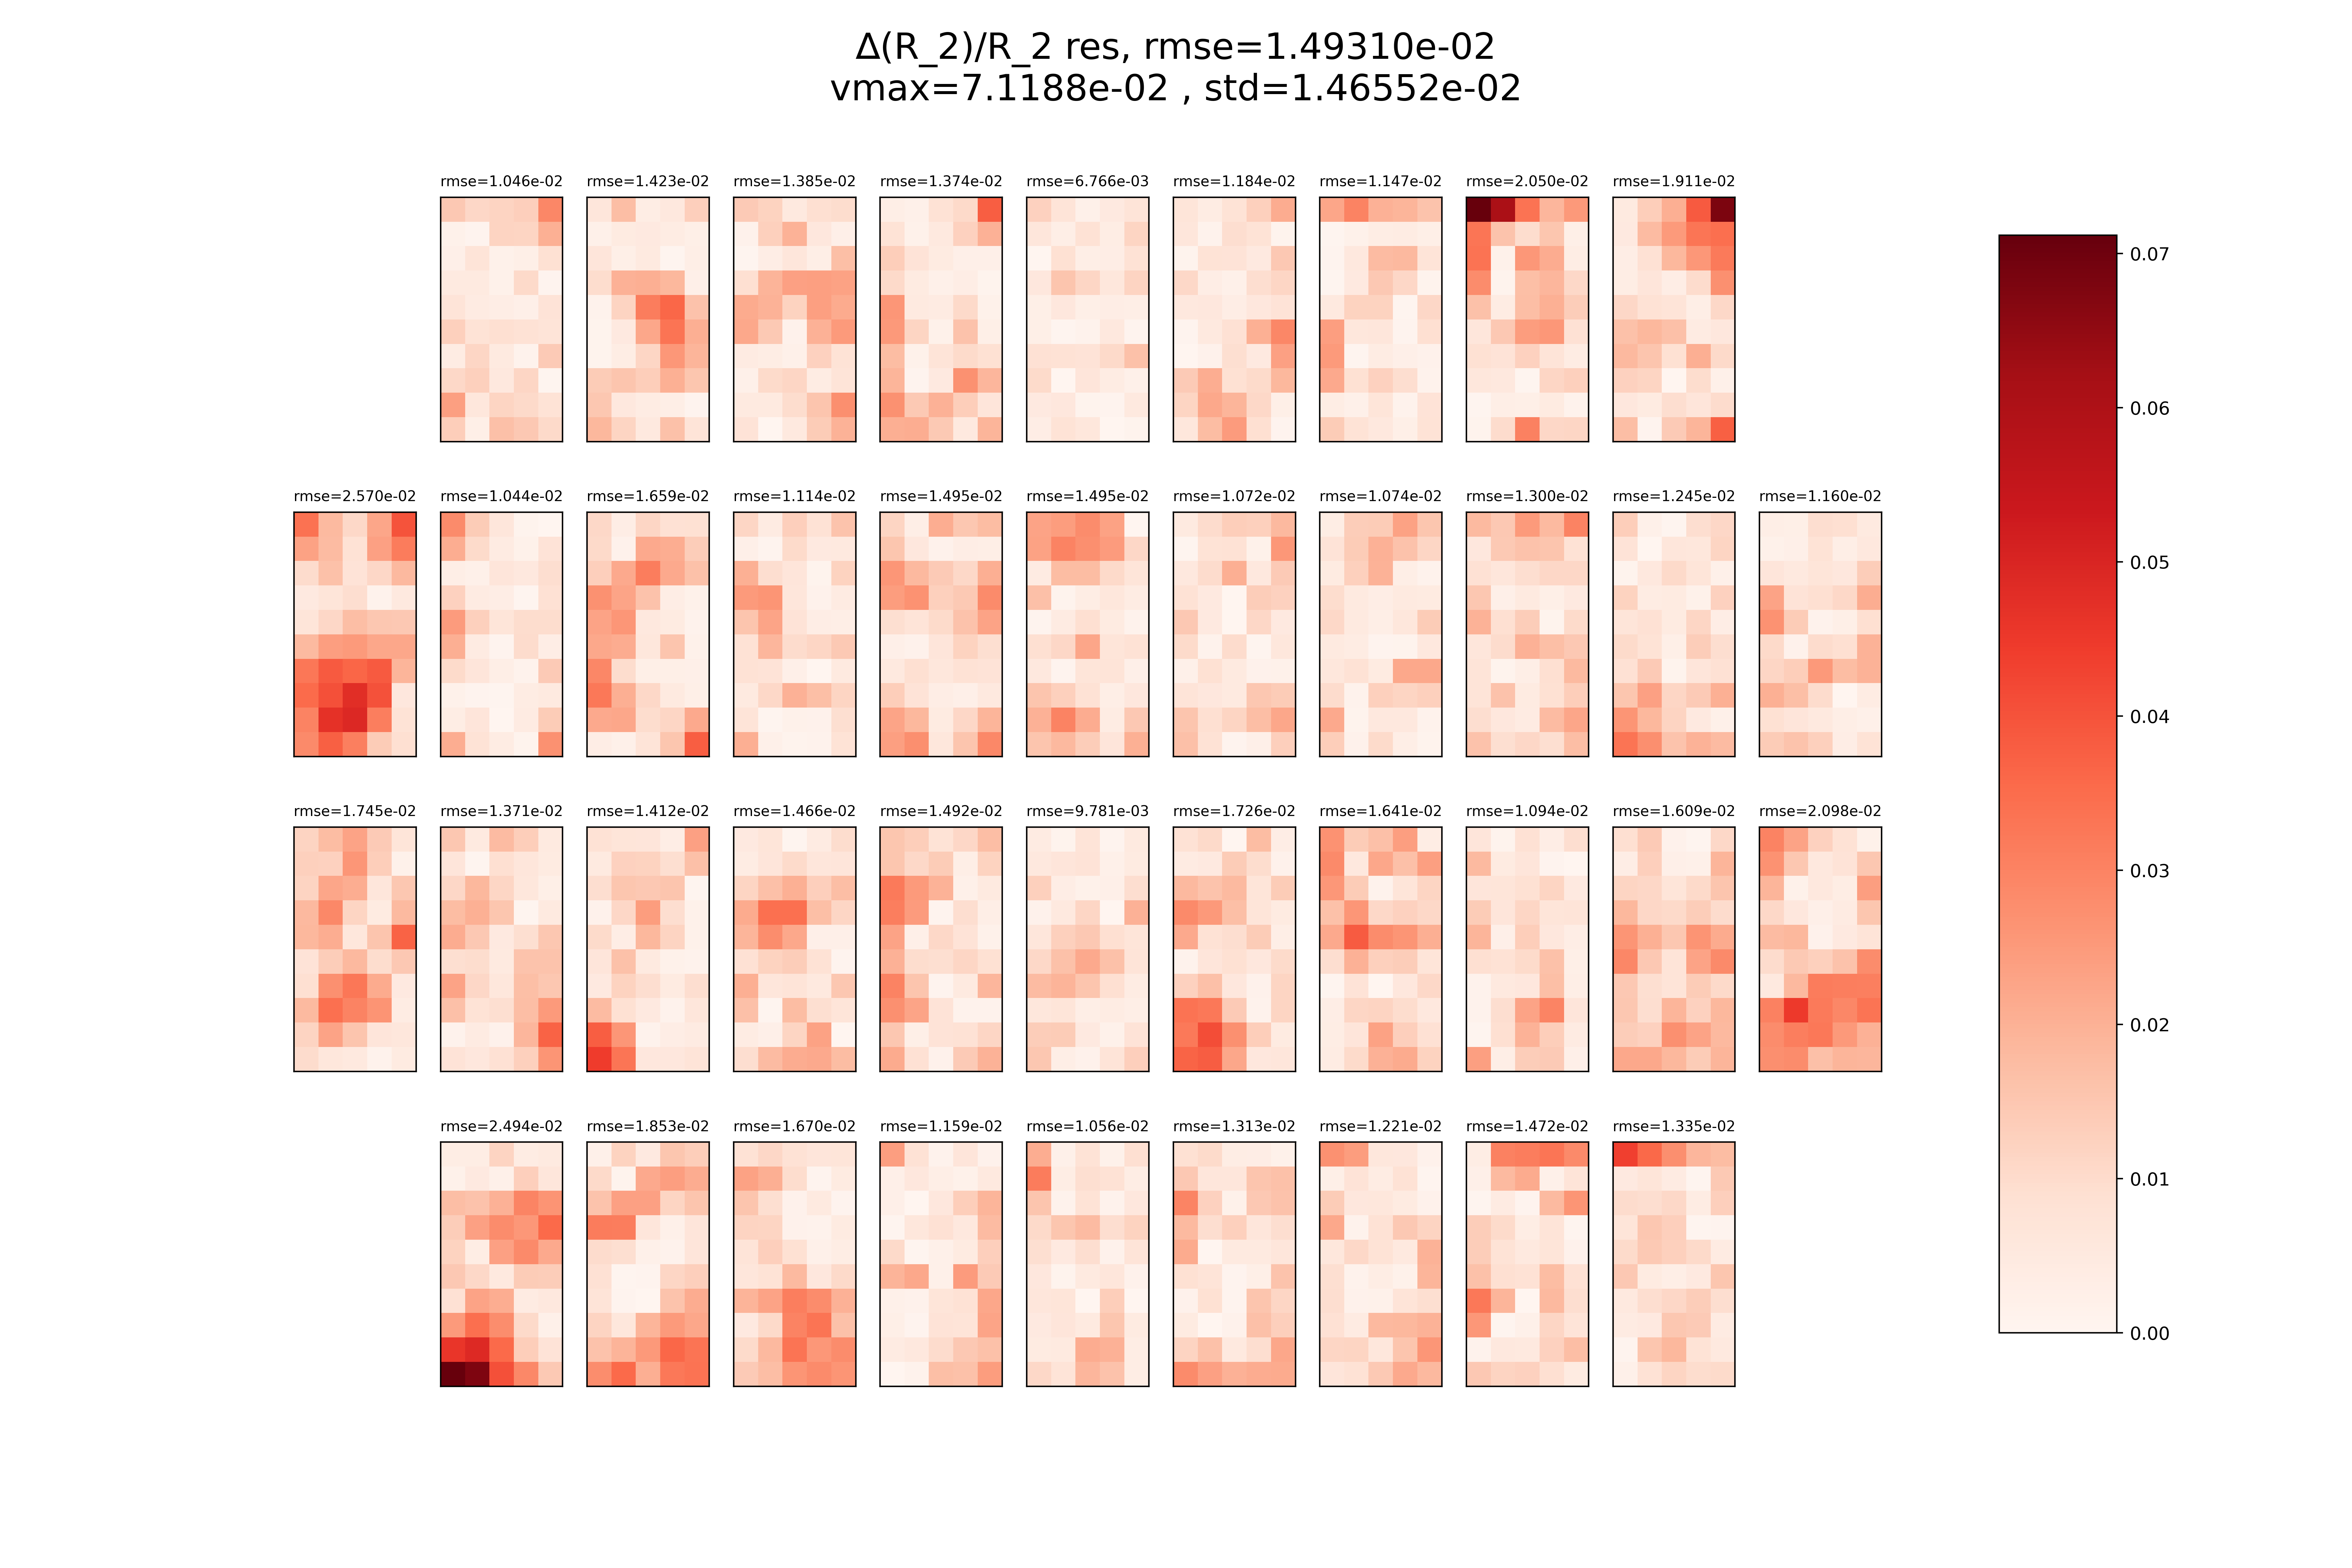 Δ(R_2)/R_2 res, rmse=1.49310e-02
vmax=7.1188e-02 , std=1.46552e-02
rmse=1.046e-02 rmse=1.423e-02 rmse=1.385e-02 rmse=1.374e-02 rmse=6.766e-03 rmse=1.184e-02 rmse=1.147e-02 rmse=2.050e-02 rmse=1.911e-02
rmse=2.570e-02 rmse=1.044e-02 rmse=1.659e-02 rmse=1.114e-02 rmse=1.495e-02 rmse=1.495e-02 rmse=1.072e-02 rmse=1.074e-02 rmse=1.300e-02 rmse=1.245e-02 rmse=1.160e-02
rmse=1.745e-02 rmse=1.371e-02 rmse=1.412e-02 rmse=1.466e-02 rmse=1.492e-02 rmse=9.781e-03 rmse=1.726e-02 rmse=1.641e-02 rmse=1.094e-02 rmse=1.609e-02 rmse=2.098e-02
rmse=2.494e-02 rmse=1.853e-02 rmse=1.670e-02 rmse=1.159e-02 rmse=1.056e-02 rmse=1.313e-02 rmse=1.221e-02 rmse=1.472e-02 rmse=1.335e-02
0.07
0.06
0.05
0.04
0.03
0.02
0.01
0.00